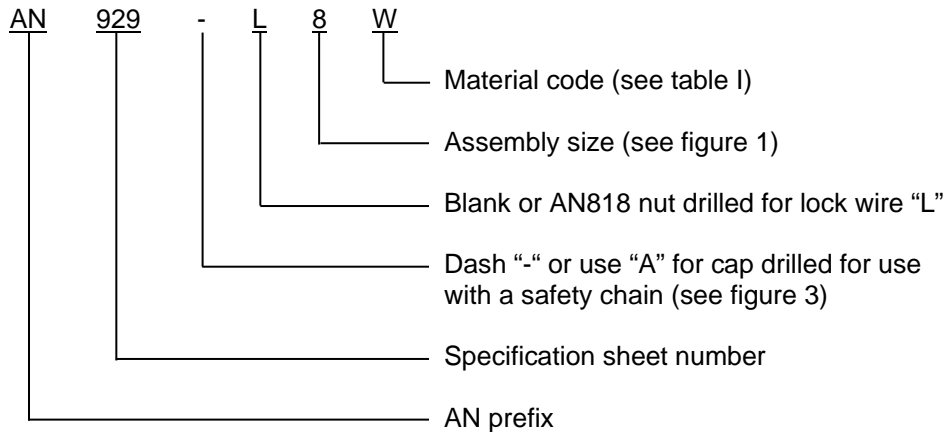 AN 929 - L 8 W
Material code (see table I)
Assembly size (see figure 1)
Blank or AN818 nut drilled for lock wire “L”
Dash “-“ or use “A” for cap drilled for use
with a safety chain (see figure 3)
Specification sheet number
AN prefix